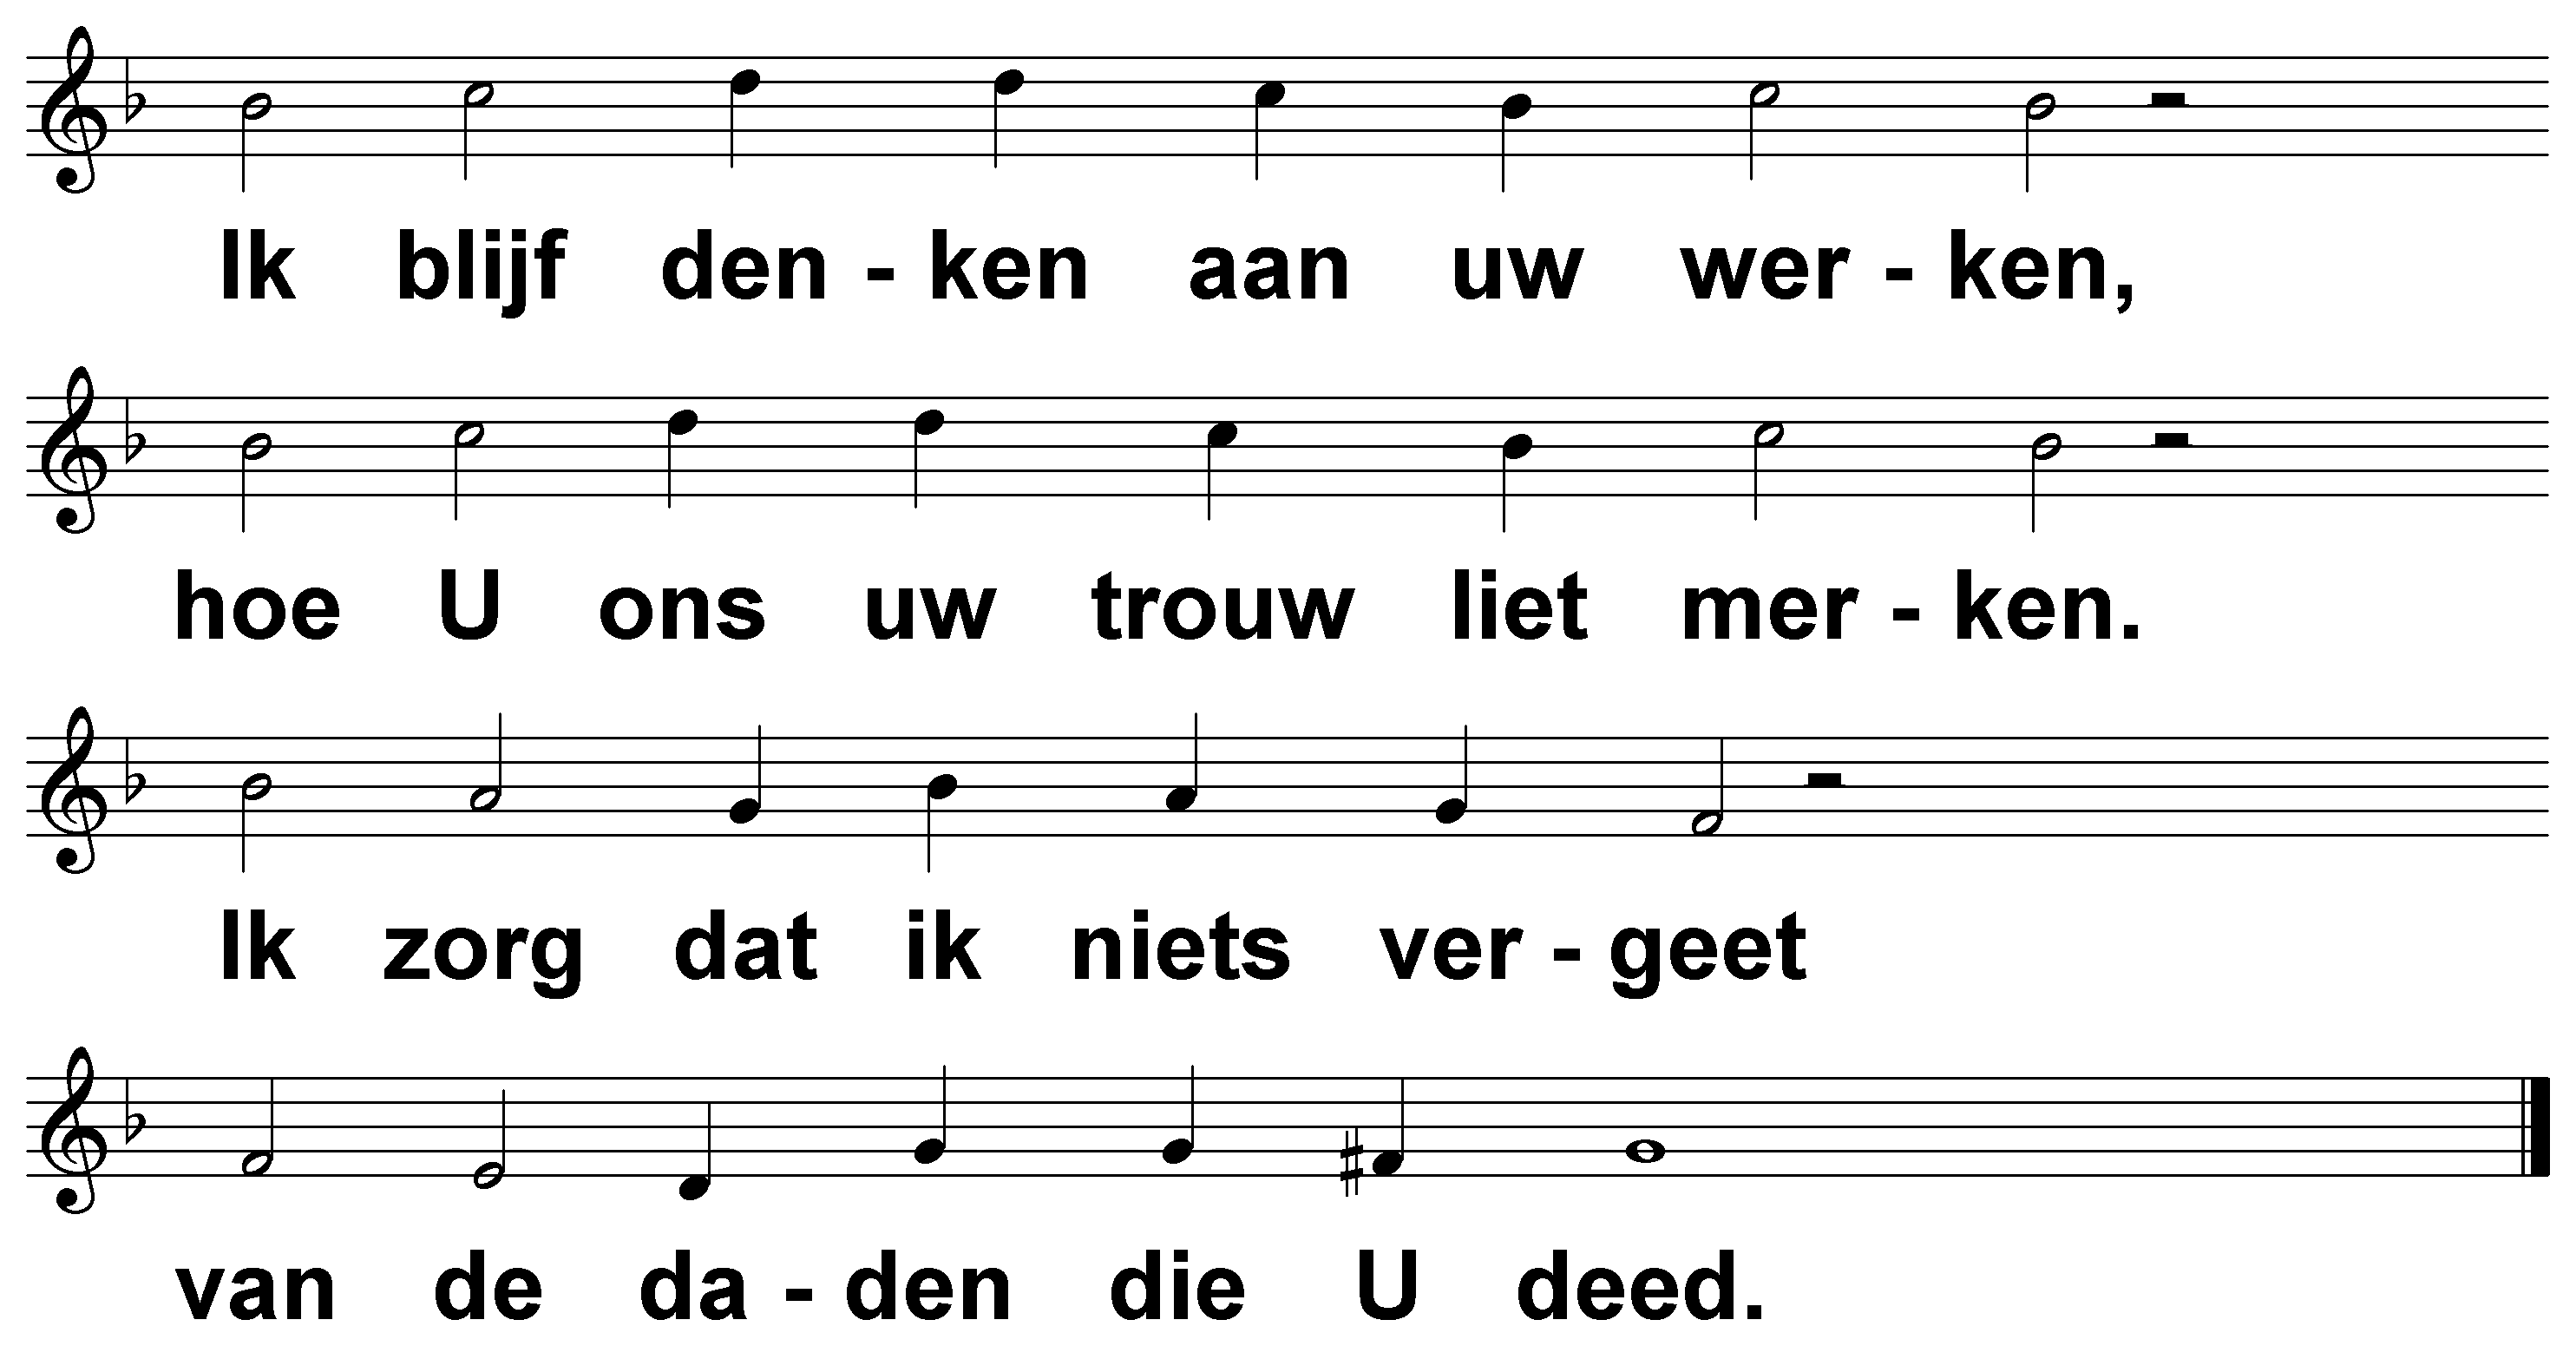 Ik blijf den - ken aan uw wer - ken,
hoe U ons uw trouw liet mer - ken.
Ik zorg dat ik niets ver - geet
van de da - den die U deed.